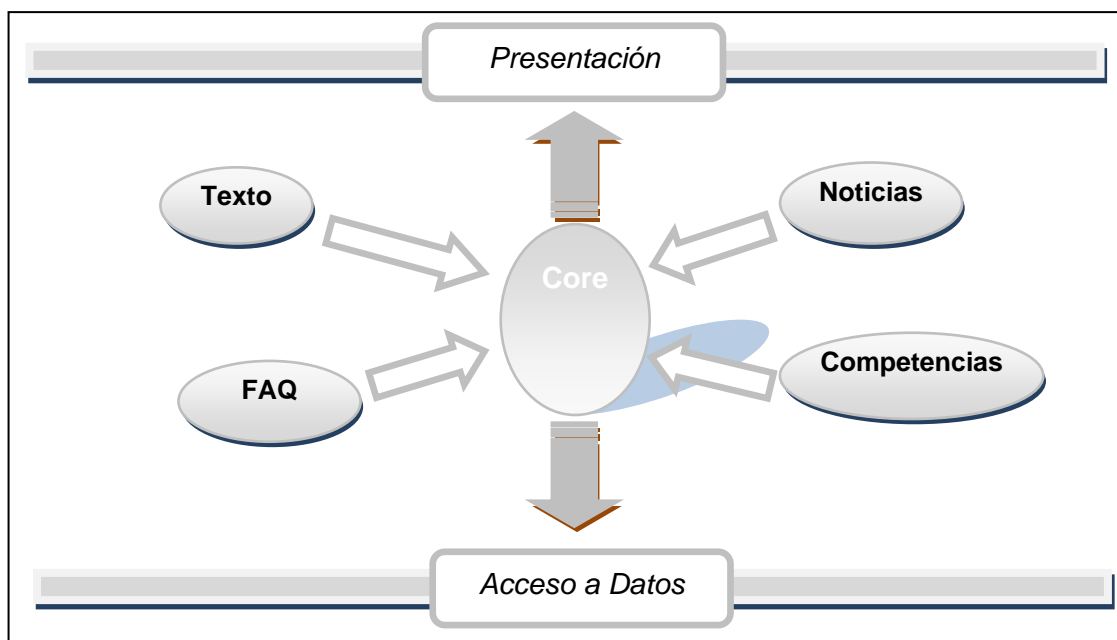 Presentación
Texto
Noticias
Core
FAQ
Competencias
Acceso a Datos